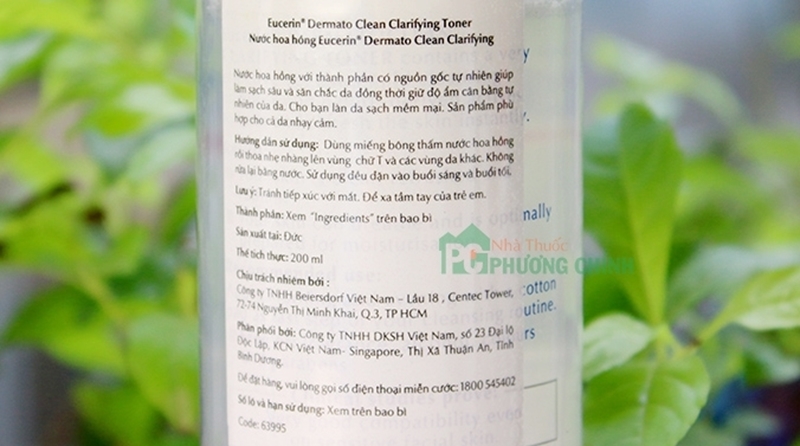 Eucerin® Dermato Clean Clarifying Toner
Nước hoa hồng Eucerin® Dermato Clean Clarifying
Nước hoa hồng với thành phần có nguồn gốc tự nhiên giúp
làm sạch sâu và săn chắc da đồng thời giữ độ ẩm cân bằng tự
nhiên của da. Cho bạn làn da sạch mềm mại. Sản phẩm phù
hợp cho cả da nhạy cảm.
Hướng dẫn sử dụng: Dùng miếng bông thấm nước hoa hồng
rồi thoa nhẹ nhàng lên vùng chữ T và các vùng da khác. Không
rửa lại bằng nước. Sử dụng đều đặn vào buổi sáng và buổi tối.
Lưu ý: Tránh tiếp xúc với mắt. Để xa tầm tay của trẻ em.
Thành phần: Xem "Ingredients" trên bao bì
Sản xuất tại: Đức
Thể tích thực: 200 ml
Chịu trách nhiệm bởi :
Công ty TNHH Beiersdorf Việt Nam – Lầu 18 , Centec Tower,
72-74 Nguyễn Thị Minh Khai, Q.3, TP HCM
Phân phối bởi: Công ty TNHH DKSH Việt Nam, số 23 Đại lộ
Độc Lập, KCN Việt Nam- Singapore, Thị Xã Thuận An, Tỉnh
Bình Dương.
Để đặt hàng, vui lòng gọi số điện thoại miễn cước: 1800 545402
Số lô và hạn sử dụng: Xem trên bao bì
Code: 63995
nally
cotton
outine.
rs
PC Nhà Thuốc
PHƯƠNG CHINH